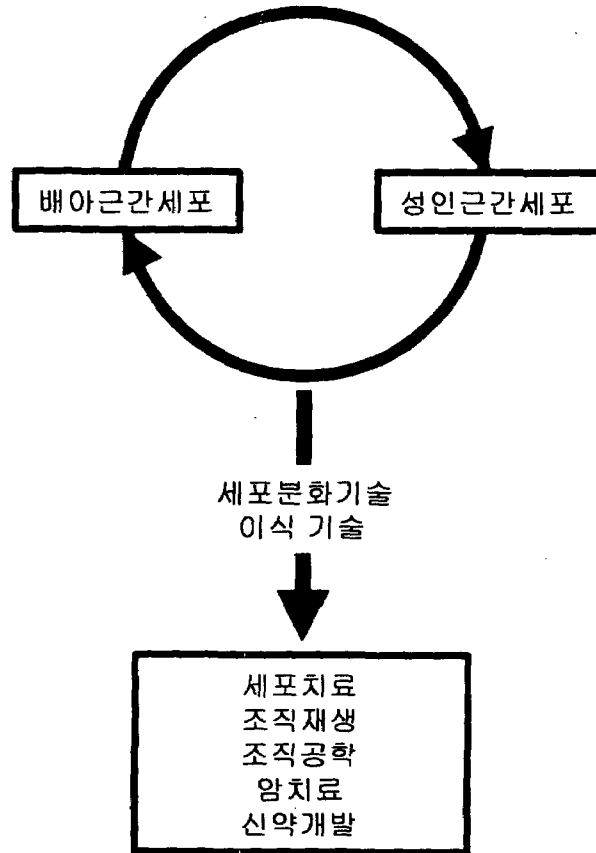 배아근간세포
성인근간세포
세포분화기술
이식 기술
세포치료
조직재생
조직공학
암치료
신약개발